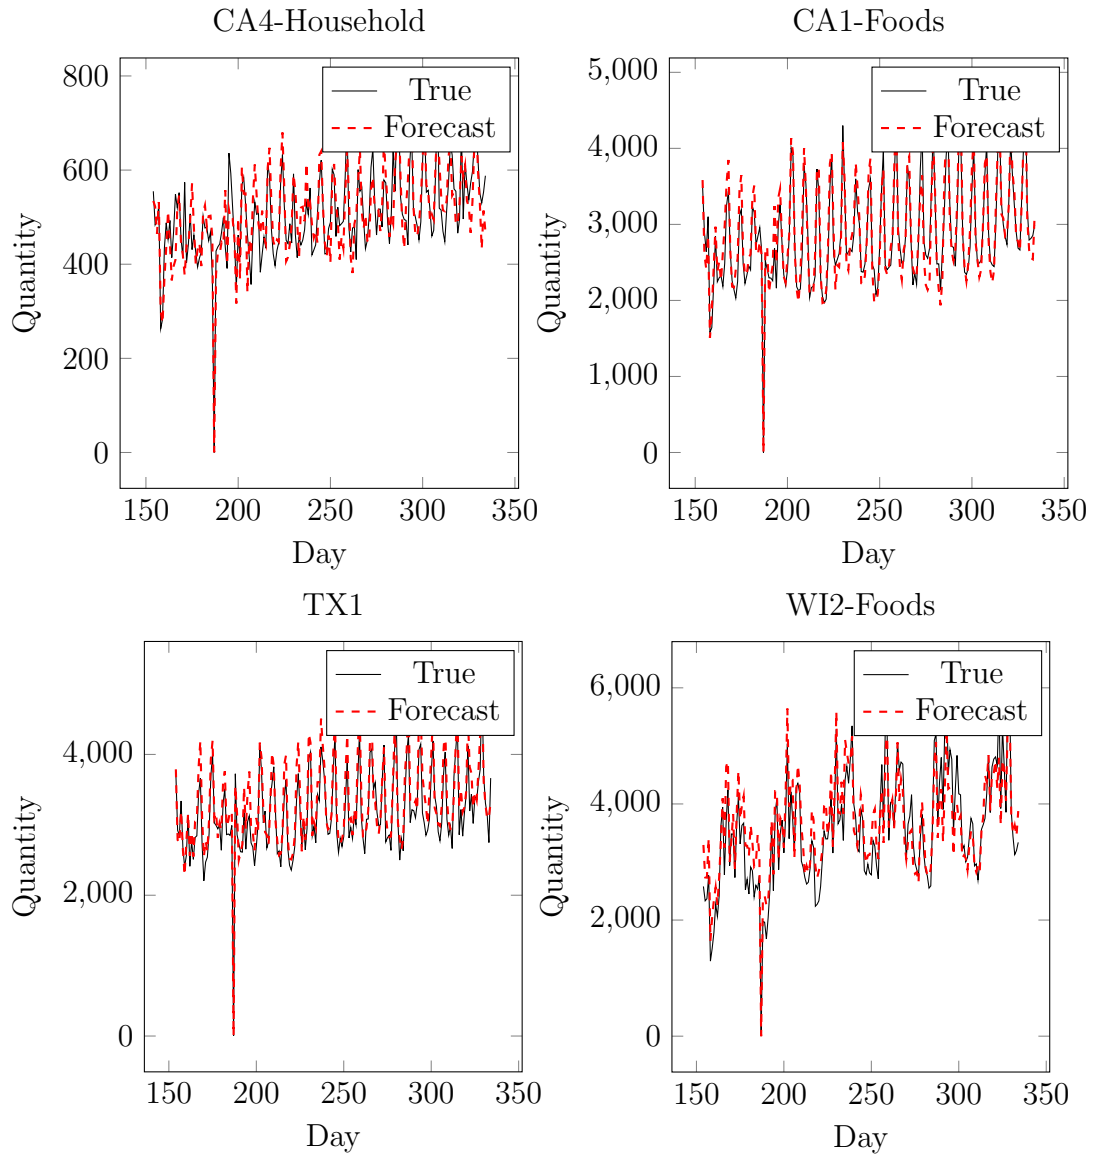 CA4-Household
800
600
400
200
0
150 200 250 300 350
Quantity
Day
True
Forecast
CA1-Foods
5,000
4,000
3,000
2,000
1,000
0
150 200 250 300 350
Quantity
Day
True
Forecast
TX1
4,000
2,000
0
150 200 250 300 350
Quantity
Day
True
Forecast
WI2-Foods
6,000
4,000
2,000
0
150 200 250 300 350
Quantity
Day
True
Forecast